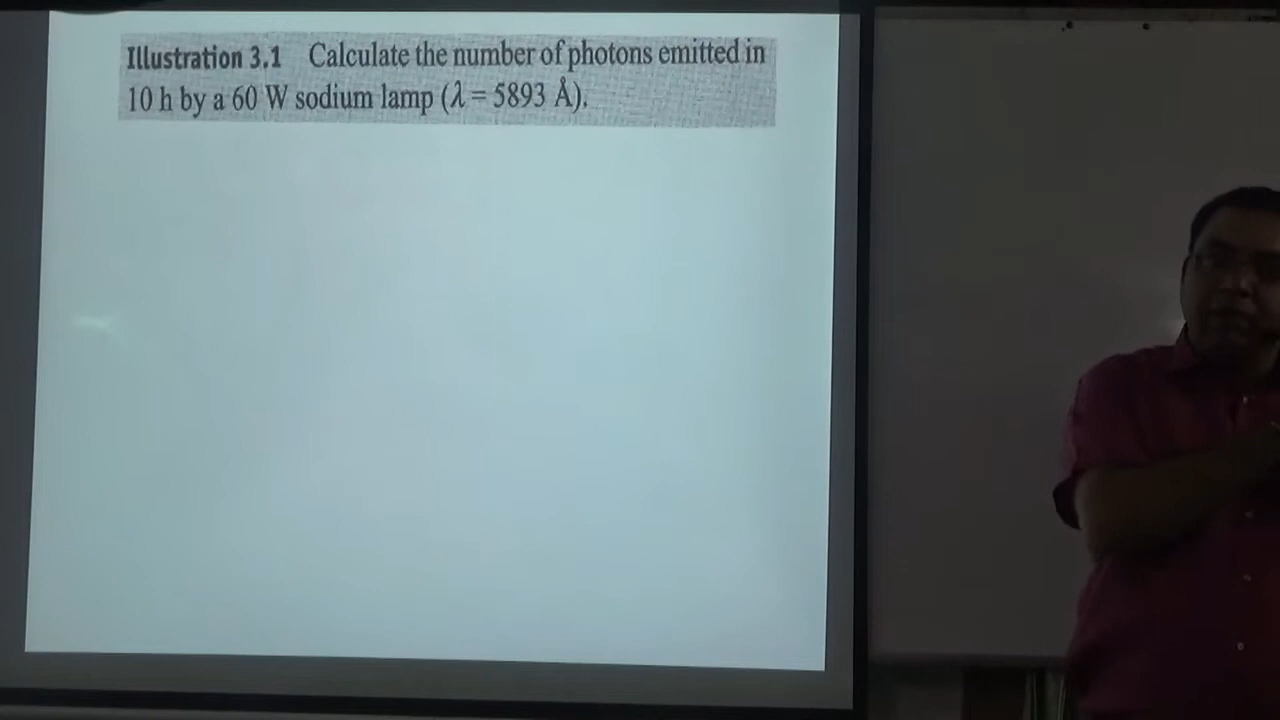 Illustration 3.1 Calculate the number of photons emitted in
10 h by a 60 W sodium lamp (λ = 5893 Å).